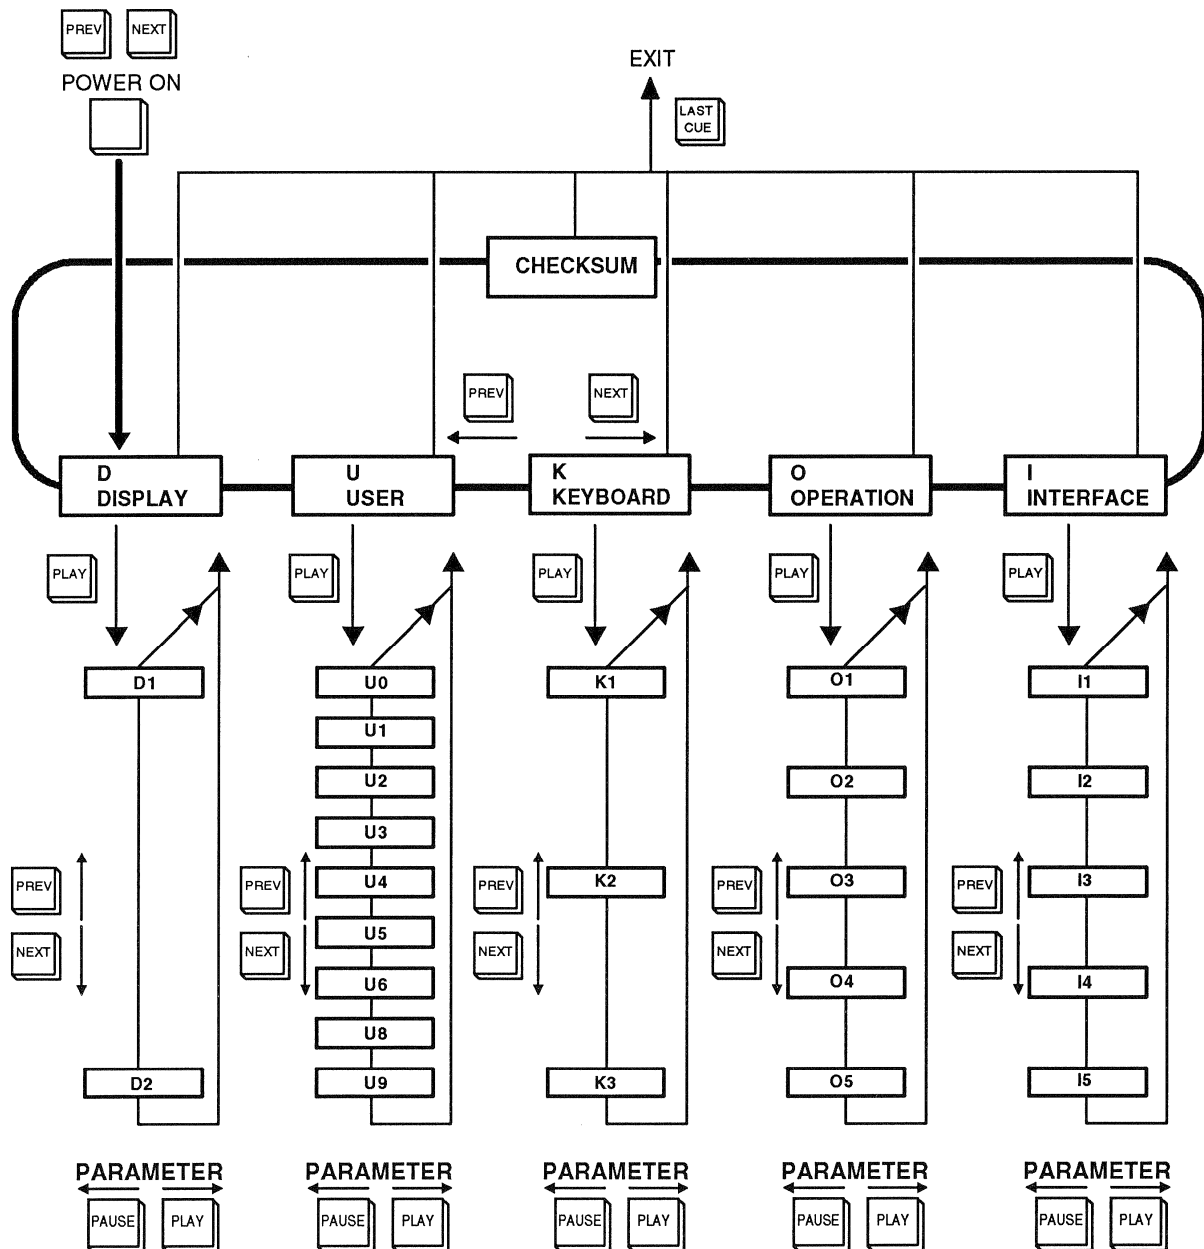 PREV NEXT
POWER ON
EXIT
LAST
CUE
CHECKSUM
PREV NEXT
D
DISPLAY
U
USER
K
KEYBOARD
O
OPERATION
I
INTERFACE
PLAY PLAY PLAY PLAY PLAY
D1 U0 K1 O1 I1
U1
U2 O2 I2
U3
PREV PREV U4 PREV K2 PREV O3 PREV I3
U5
NEXT NEXT NEXT NEXT NEXT
U6 O4 I4
U8
D2 U9 K3 O5 I5
PARAMETER PARAMETER PARAMETER PARAMETER PARAMETER
PAUSE PLAY PAUSE PLAY PAUSE PLAY PAUSE PLAY PAUSE PLAY